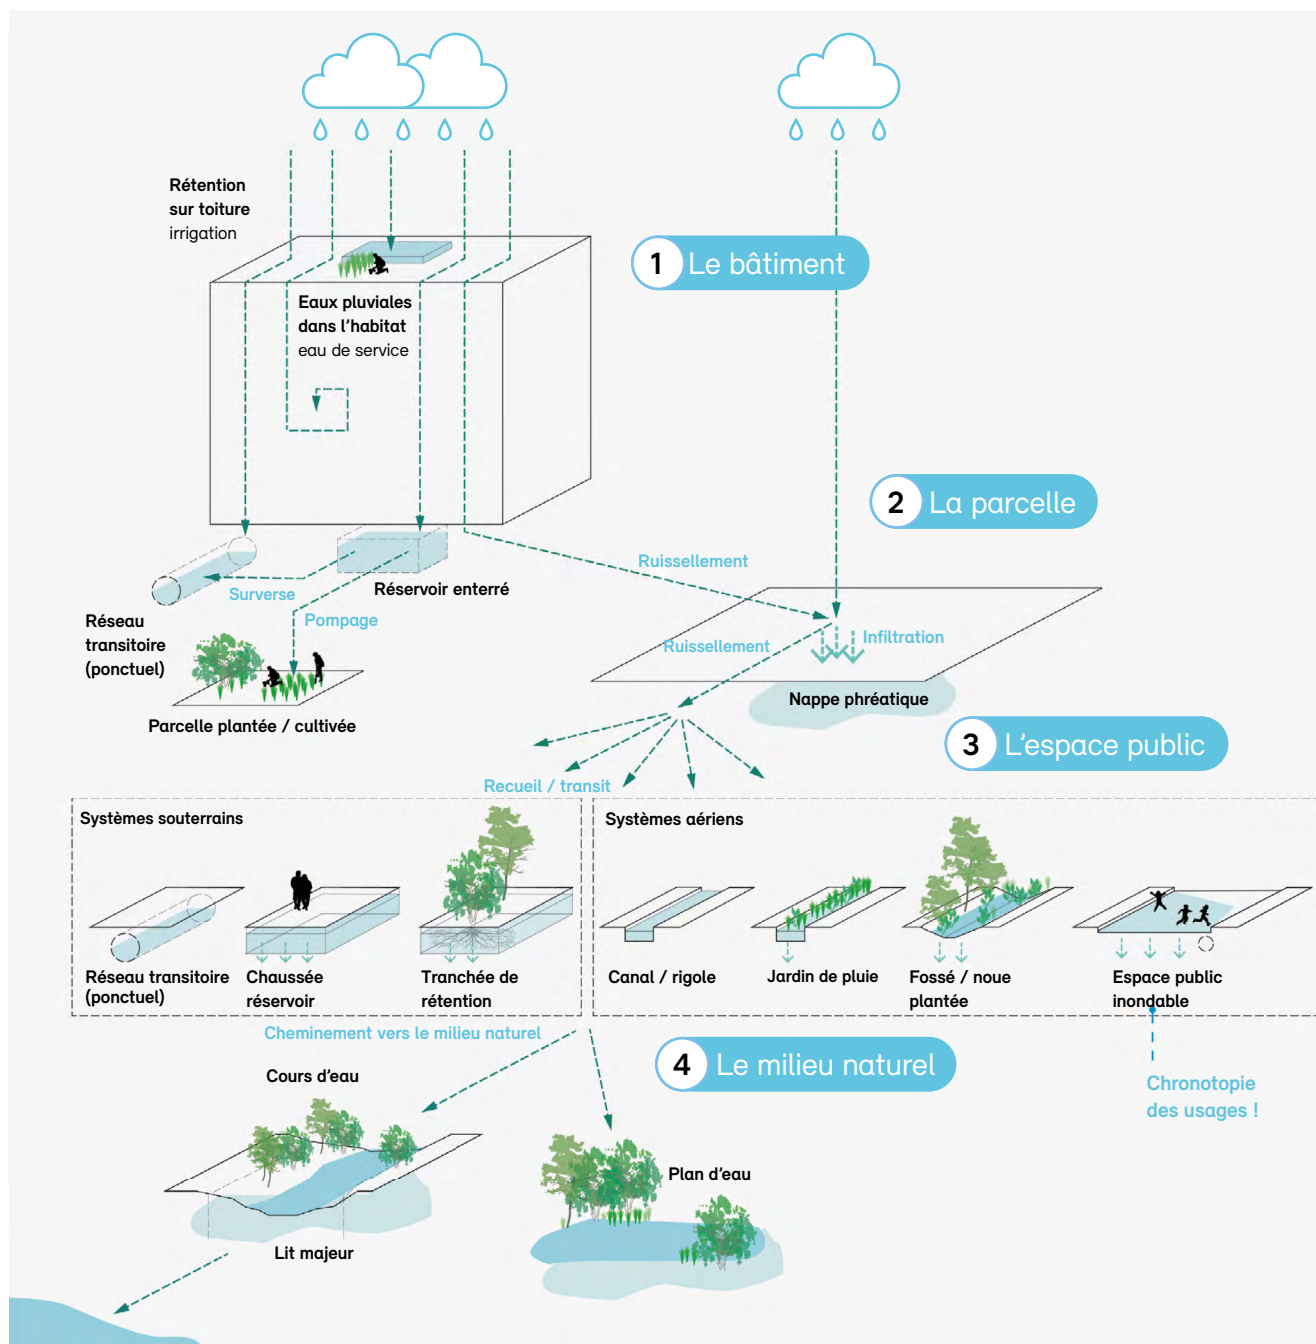 Rétention
sur toiture
irrigation
1 Le bâtiment
Eaux pluviales
dans l'habitat
eau de service
2 La parcelle
Ruissellement
Réservoir enterré
Surverse
Pompage
Réseau
transitoire
(ponctuel)
Ruissellement
Infiltration
Nappe phréatique
Parcelle plantée / cultivée
3 L'espace public
Recueil / transit
Systèmes souterrains
Systèmes aériens
Réseau transitoire
(ponctuel)
Chaussée
réservoir
Tranchée de
rétention
Canal / rigole
Jardin de pluie
Fossé / noue
plantée
Espace public
inondable
Cheminement vers le milieu naturel
4 Le milieu naturel
Chronotopie
des usages !
Cours d'eau
Plan d'eau
Lit majeur